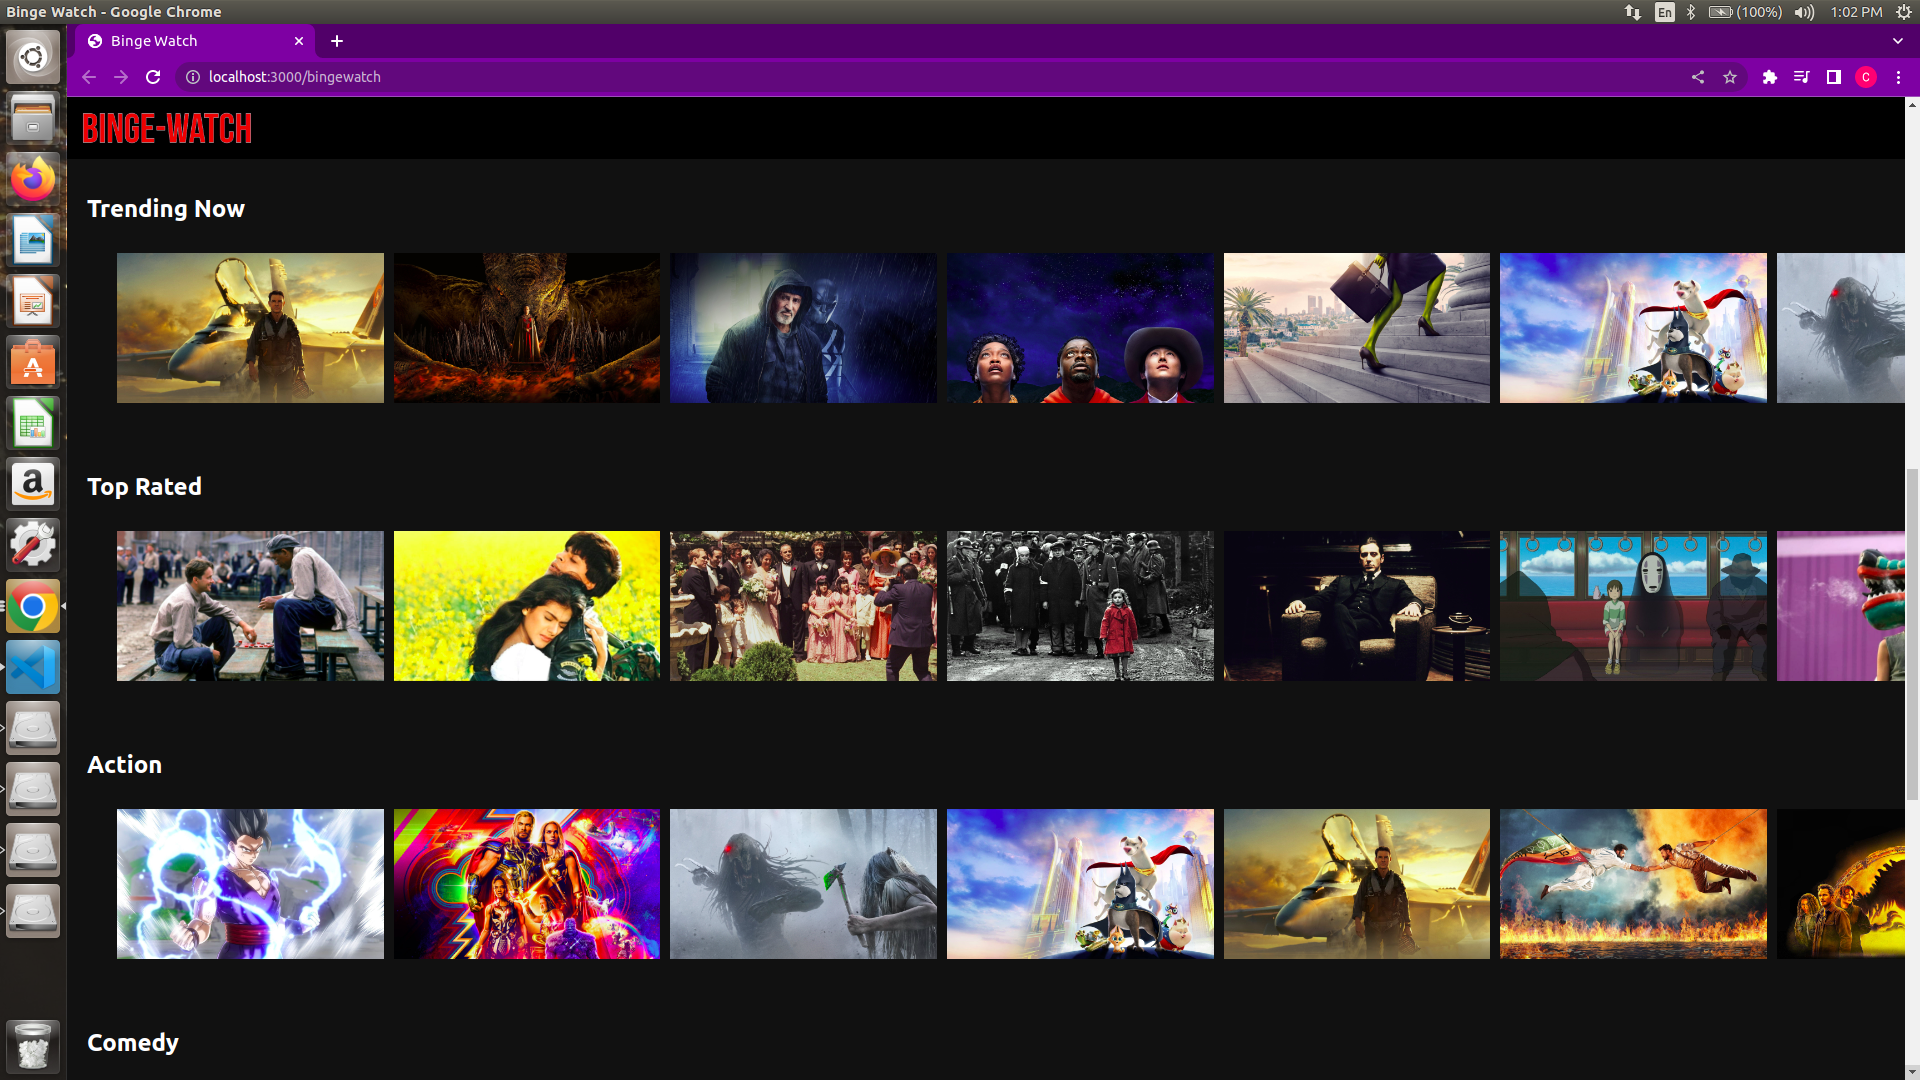 Binge Watch - Google Chrome
En
(100%)
1:02 PM
Binge Watch
localhost:3000/bingewatch
C
BINGE-WATCH
Trending Now
Top Rated
Action
Comedy